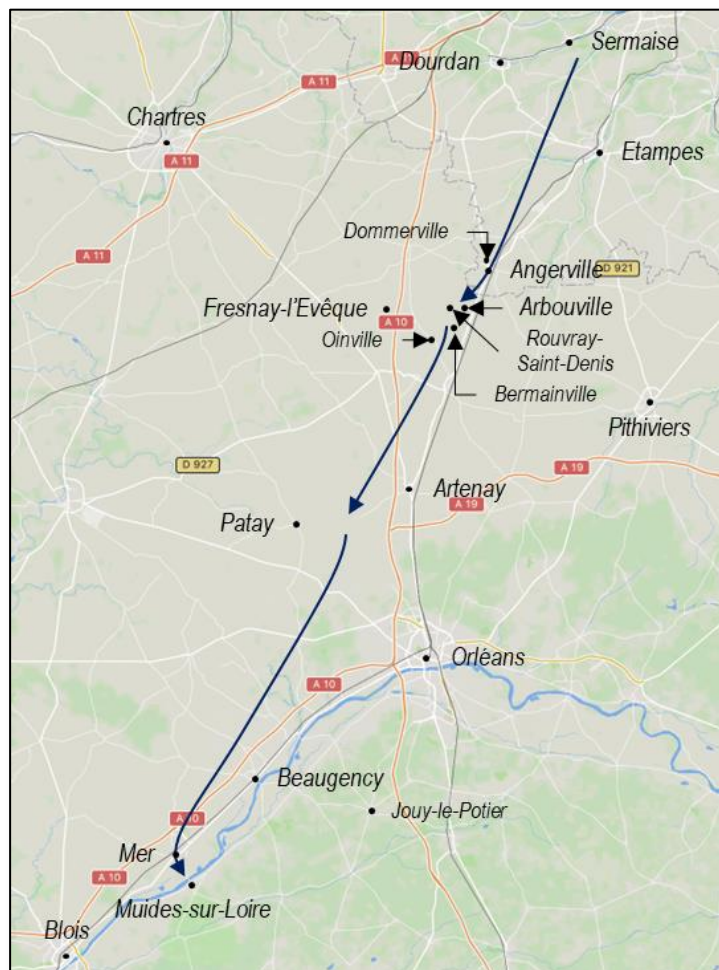 Sermaise
Dourdan
A
A 11
Chartres
A 11
Etampes
Dommerville
A 11
Angerville
D 921
Fresnay-l'Evêque
A 10
Arbouville
Oinville
Rouvray-
Saint-Denis
Bermainville
Pithiviers
D 927
A 19
Artenay
A 19
Patay
Orléans
A 10
Beaugency
Jouy-le-Potier
10
Mer
A 10
Muides-sur-Loire
Blois